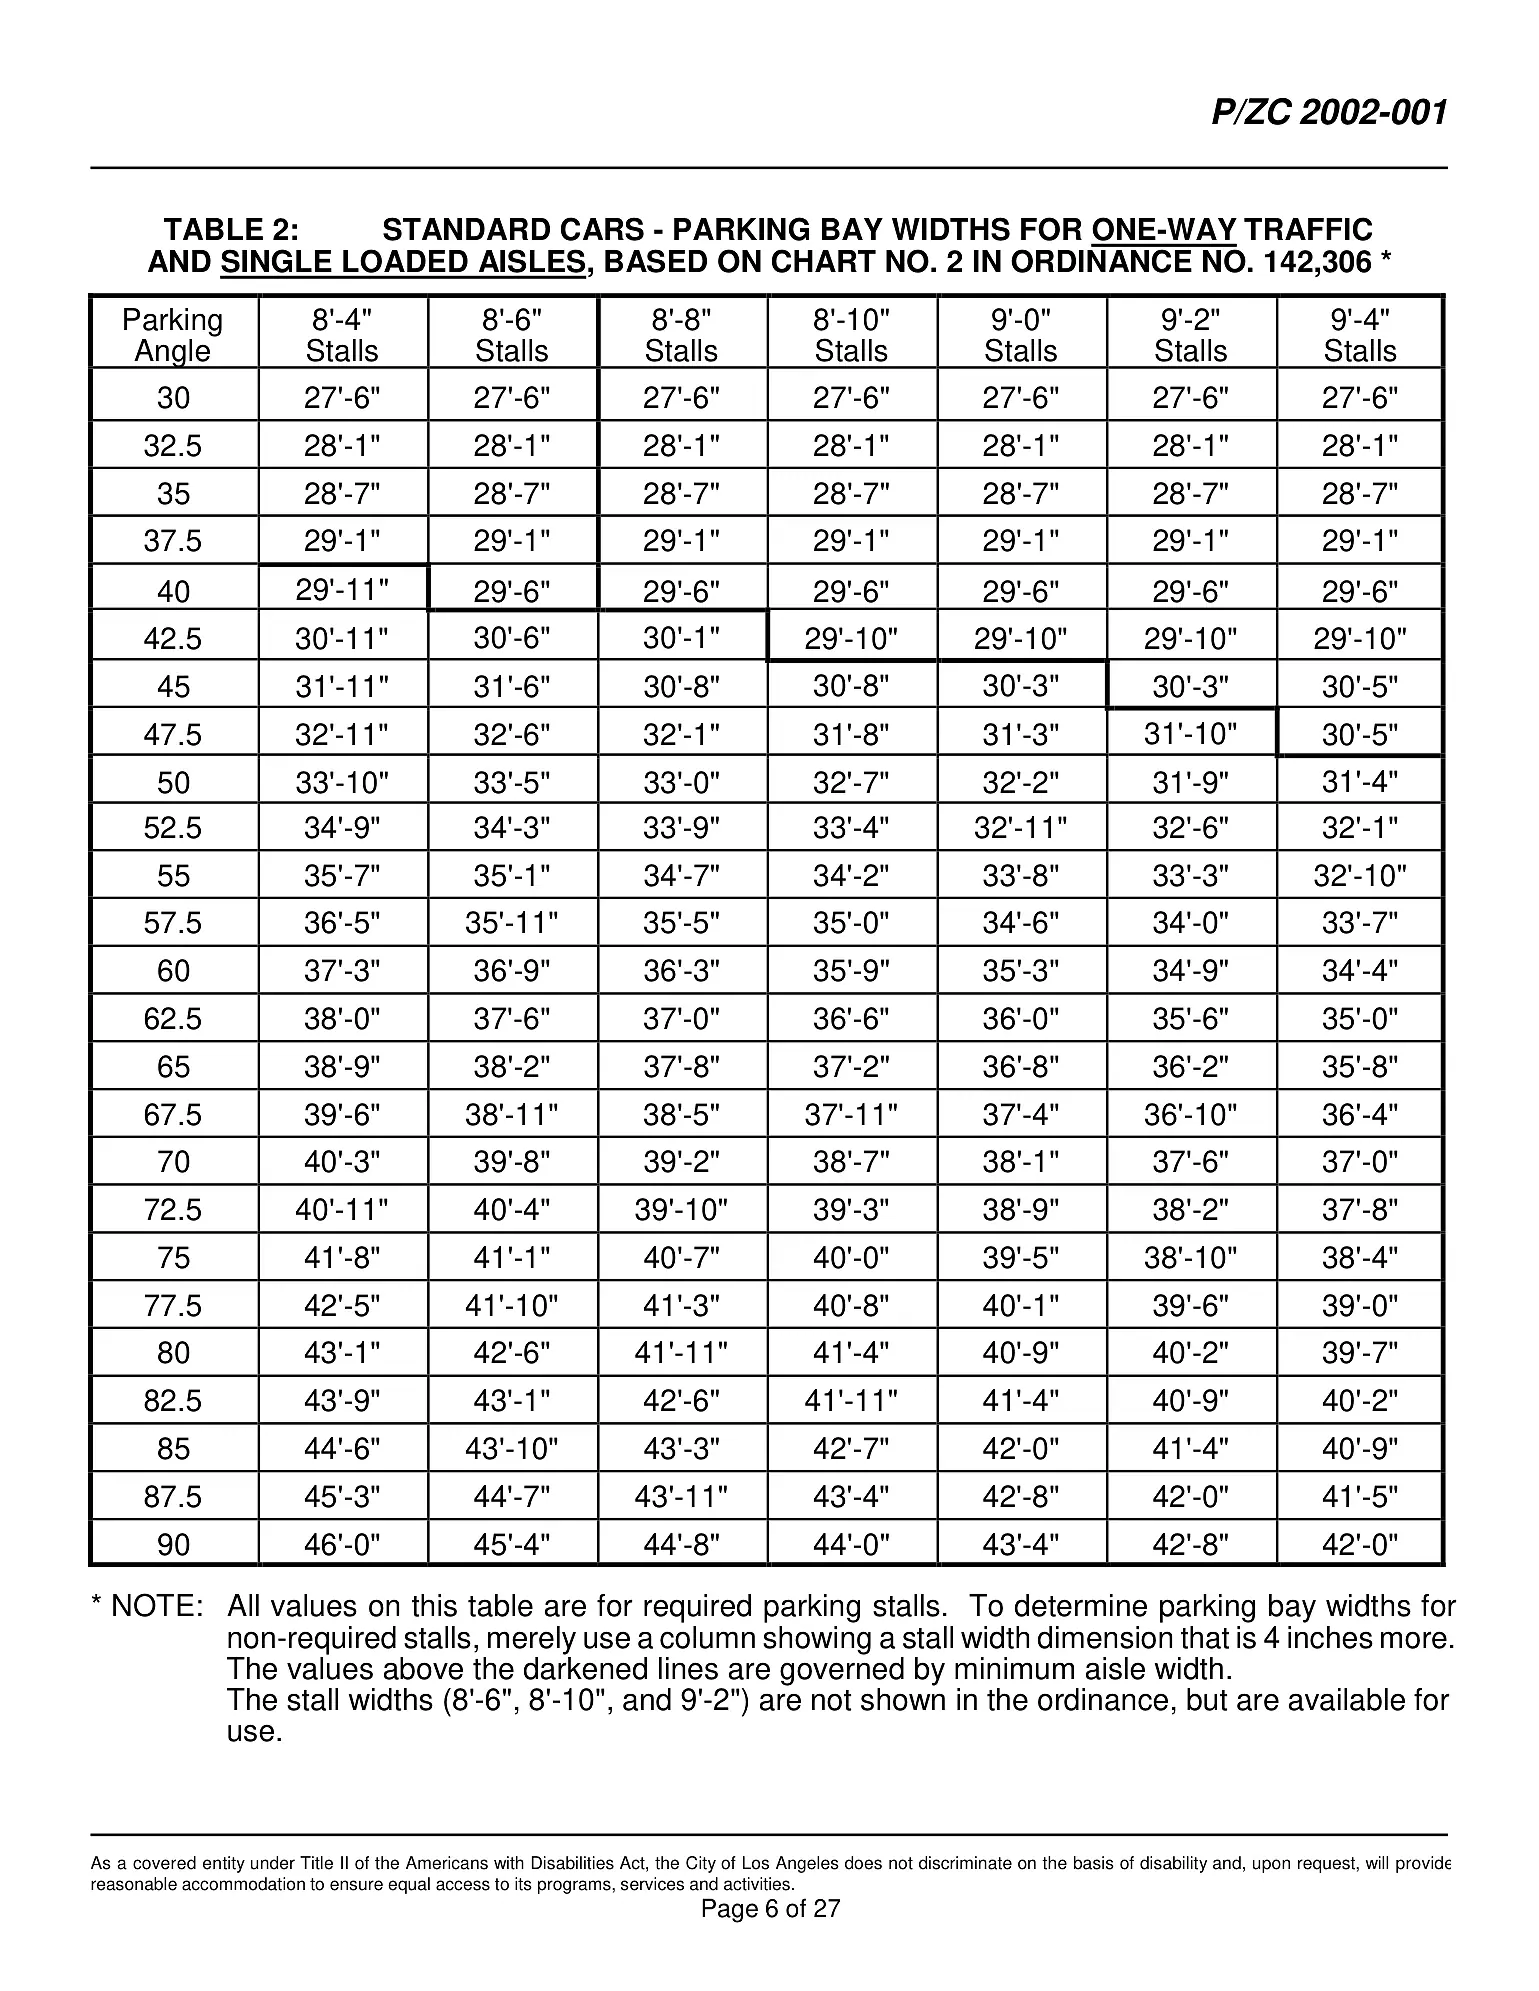 P/ZC 2002-001
TABLE 2: STANDARD CARS - PARKING BAY WIDTHS FOR ONE-WAY TRAFFIC
AND SINGLE LOADED AISLES, BASED ON CHART NO. 2 IN ORDINANCE NO. 142,306 *
Parking Angle 8'-4" Stalls 8'-6" Stalls 8'-8" Stalls 8'-10" Stalls 9'-0" Stalls 9'-2" Stalls 9'-4" Stalls
30 27'-6" 27'-6" 27'-6" 27'-6" 27'-6" 27'-6" 27'-6"
32.5 28'-1" 28'-1" 28'-1" 28'-1" 28'-1" 28'-1" 28'-1"
35 28'-7" 28'-7" 28'-7" 28'-7" 28'-7" 28'-7" 28'-7"
37.5 29'-1" 29'-1" 29'-1" 29'-1" 29'-1" 29'-1" 29'-1"
40 29'-11" 29'-6" 29'-6" 29'-6" 29'-6" 29'-6" 29'-6"
42.5 30'-11" 30'-6" 30'-1" 29'-10" 29'-10" 29'-10" 29'-10"
45 31'-11" 31'-6" 30'-8" 30'-8" 30'-3" 30'-3" 30'-5"
47.5 32'-11" 32'-6" 32'-1" 31'-8" 31'-3" 31'-10" 30'-5"
50 33'-10" 33'-5" 33'-0" 32'-7" 32'-2" 31'-9" 31'-4"
52.5 34'-9" 34'-3" 33'-9" 33'-4" 32'-11" 32'-6" 32'-1"
55 35'-7" 35'-1" 34'-7" 34'-2" 33'-8" 33'-3" 32'-10"
57.5 36'-5" 35'-11" 35'-5" 35'-0" 34'-6" 34'-0" 33'-7"
60 37'-3" 36'-9" 36'-3" 35'-9" 35'-3" 34'-9" 34'-4"
62.5 38'-0" 37'-6" 37'-0" 36'-6" 36'-0" 35'-6" 35'-0"
65 38'-9" 38'-2" 37'-8" 37'-2" 36'-8" 36'-2" 35'-8"
67.5 39'-6" 38'-11" 38'-5" 37'-11" 37'-4" 36'-10" 36'-4"
70 40'-3" 39'-8" 39'-2" 38'-7" 38'-1" 37'-6" 37'-0"
72.5 40'-11" 40'-4" 39'-10" 39'-3" 38'-9" 38'-2" 37'-8"
75 41'-8" 41'-1" 40'-7" 40'-0" 39'-5" 38'-10" 38'-4"
77.5 42'-5" 41'-10" 41'-3" 40'-8" 40'-1" 39'-6" 39'-0"
80 43'-1" 42'-6" 41'-11" 41'-4" 40'-9" 40'-2" 39'-7"
82.5 43'-9" 43'-1" 42'-6" 41'-11" 41'-4" 40'-9" 40'-2"
85 44'-6" 43'-10" 43'-3" 42'-7" 42'-0" 41'-4" 40'-9"
87.5 45'-3" 44'-7" 43'-11" 43'-4" 42'-8" 42'-0" 41'-5"
90 46'-0" 45'-4" 44'-8" 44'-0" 43'-4" 42'-8" 42'-0"
* NOTE: All values on this table are for required parking stalls. To determine parking bay widths for
non-required stalls, merely use a column showing a stall width dimension that is 4 inches more.
The values above the darkened lines are governed by minimum aisle width.
The stall widths (8'-6", 8'-10", and 9'-2") are not shown in the ordinance, but are available for
use.
As a covered entity under Title II of the Americans with Disabilities Act, the City of Los Angeles does not discriminate on the basis of disability and, upon request, will provide
reasonable accommodation to ensure equal access to its programs, services and activities.
Page 6 of 27